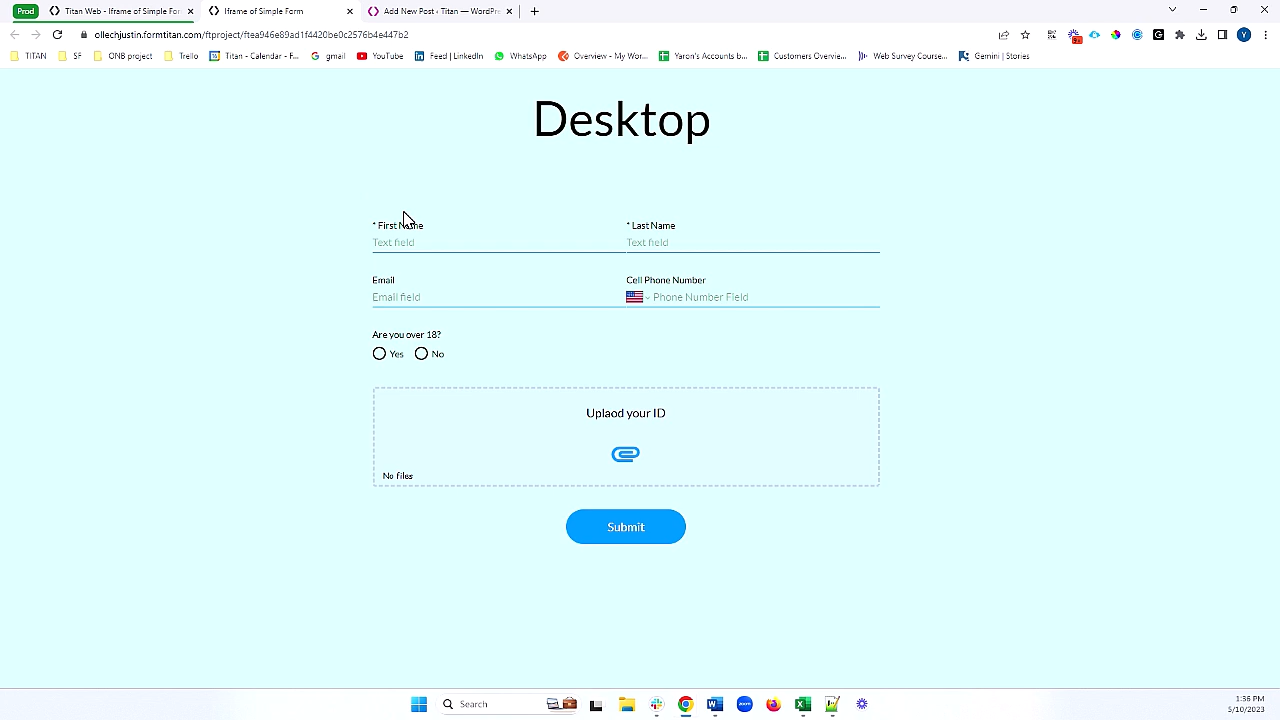 Prod
Titan Web - Iframe of Simple For
Iframe of Simple Form
Add New Post ‹ Titan — WordPre
ollechjustin.formtitan.com/ftproject/ftea946e89ad1f4420be0c2576b4e447b2
TITAN
SF
ONB project
Trello
Titan - Calendar - F...
gmail
YouTube
Feed | LinkedIn
WhatsApp
Overview - My Wor...
Yaron's Accounts b...
Customers Overvie...
Web Survey Course...
Gemini | Stories
Desktop
* First Name
* Last Name
Text field
Text field
Email
Cell Phone Number
Email field
Phone Number Field
Are you over 18?
Yes
No
Uplaod your ID
No files
Submit
Search
zoom
1:36 PM
5/10/2023